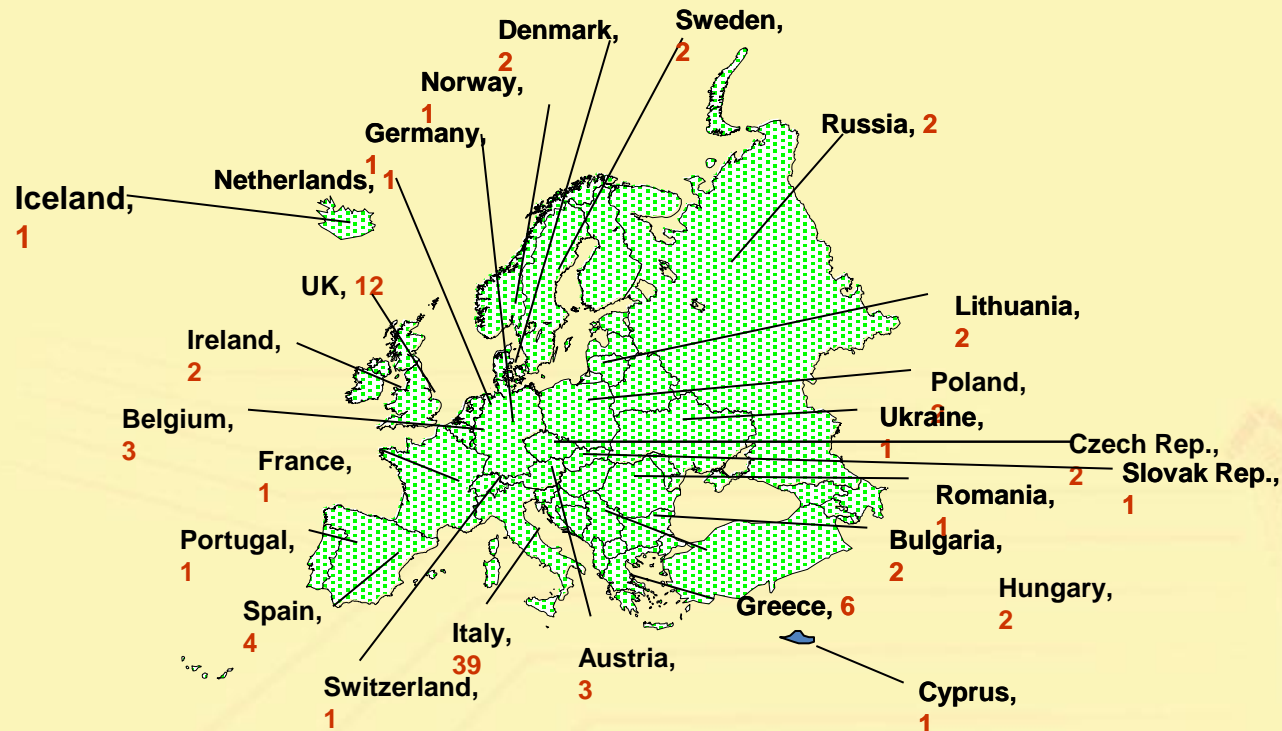 Denmark,
2
Sweden,
2
Norway,
1
Germany,
1
Russia, 2
Netherlands, 1
Iceland,
1
UK, 12
Lithuania,
2
Ireland,
2
Poland,
Belgium,
3
Ukraine,
1
Czech Rep.,
2
France,
1
Slovak Rep.,
1
Romania,
1
Portugal,
1
Bulgaria,
2
Hungary,
2
Spain,
4
Greece, 6
Italy,
39
Austria,
3
Switzerland,
1
Cyprus,
1